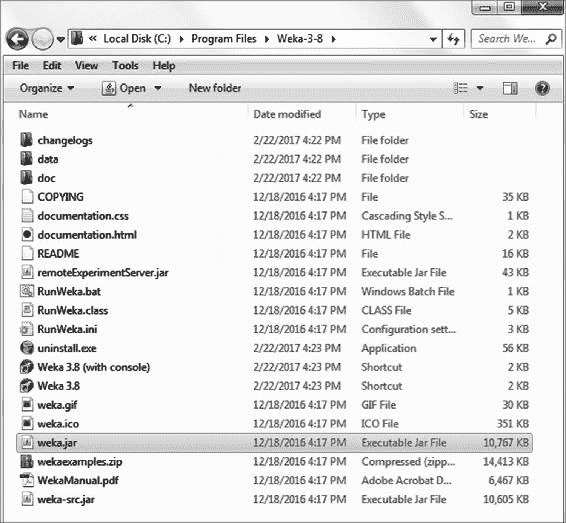 « Local Disk (C:) ▸ Program Files ▸ Weka-3-8 ▸ Search We...
File Edit View Tools Help
Organize Open New folder
Name Date modified Type Size
changelogs 2/22/2017 4:22 PM File folder
data 2/22/2017 4:22 PM File folder
doc 2/22/2017 4:22 PM File folder
COPYING 12/18/2016 4:17 PM File 35 KB
documentation.css 12/18/2016 4:17 PM Cascading Style S... 1 KB
documentation.html 12/18/2016 4:17 PM HTML File 2 KB
README 12/18/2016 4:17 PM File 16 KB
remoteExperimentServer.jar 12/18/2016 4:17 PM Executable Jar File 43 KB
RunWeka.bat 12/18/2016 4:17 PM Windows Batch File 1 KB
RunWeka.class 12/18/2016 4:17 PM CLASS File 5 KB
RunWeka.ini 12/18/2016 4:17 PM Configuration sett... 3 KB
uninstall.exe 2/22/2017 4:23 PM Application 56 KB
Weka 3.8 (with console) 2/22/2017 4:23 PM Shortcut 2 KB
Weka 3.8 2/22/2017 4:23 PM Shortcut 2 KB
weka.gif 12/18/2016 4:17 PM GIF File 30 KB
weka.ico 12/18/2016 4:17 PM ICO File 351 KB
weka.jar 12/18/2016 4:17 PM Executable Jar File 10,767 KB
wekaexamples.zip 12/18/2016 4:17 PM Compressed (zipp... 14,413 KB
WekaManual.pdf 12/18/2016 4:17 PM Adobe Acrobat D... 6,467 KB
weka-src.jar 12/18/2016 4:17 PM Executable Jar File 10,605 KB